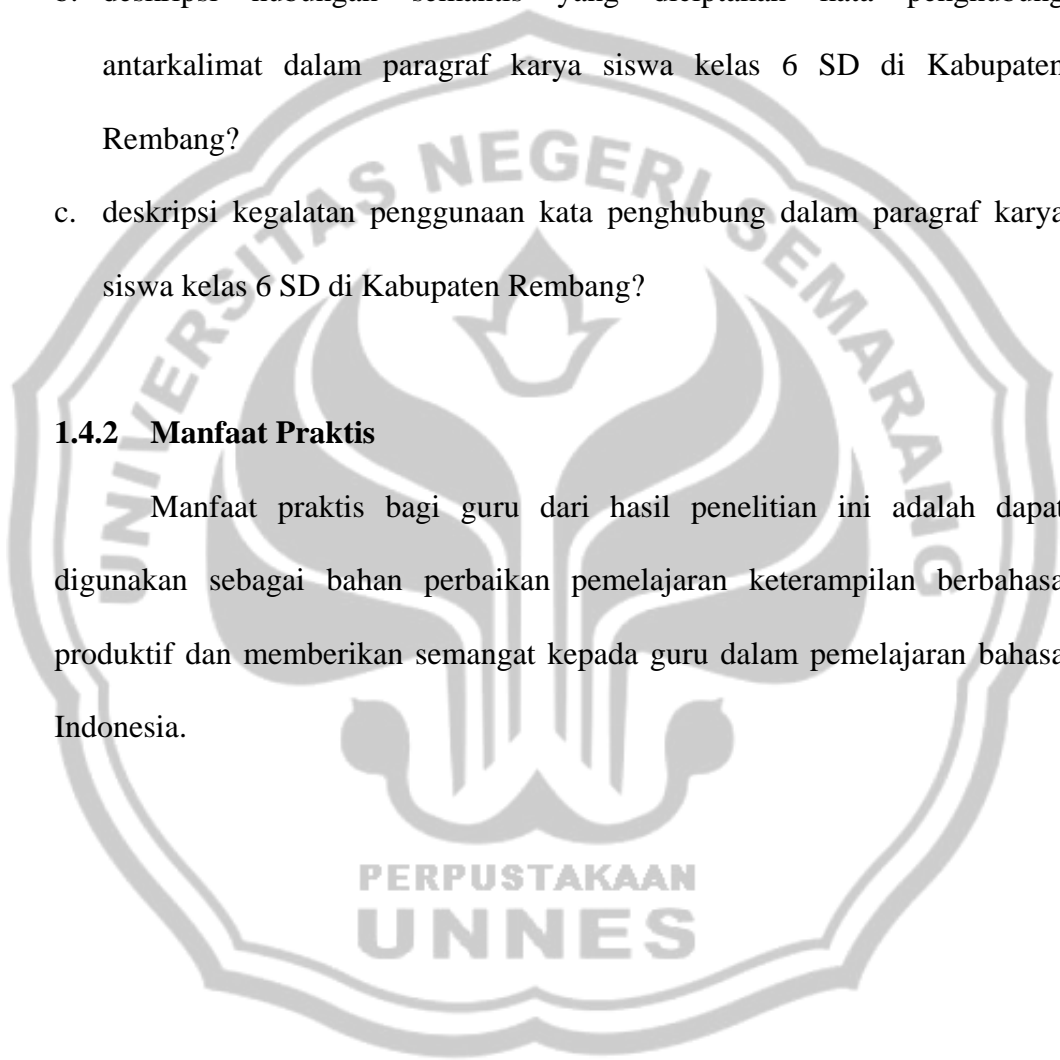 deskripsi hubungan semantis yang diciptakan kata penghubung
antarkalimat dalam paragraf karya siswa kelas 6 SD di Kabupaten
Rembang?
c. deskripsi kegalatan penggunaan kata penghubung dalam paragraf karya
siswa kelas 6 SD di Kabupaten Rembang?
1.4.2 Manfaat Praktis
Manfaat praktis bagi guru dari hasil penelitian ini adalah dapat
digunakan sebagai bahan perbaikan pemelajaran keterampilan berbahasa
produktif dan memberikan semangat kepada guru dalam pemelajaran bahasa
Indonesia.
UNIVERSITAS NEGERI SEMARANG
PERPUSTAKAAN
UNNES